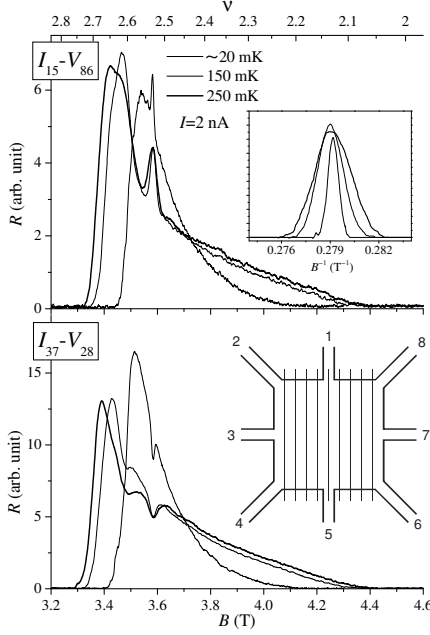 ν
2.8 2.7 2.6 2.5 2.4 2.3 2.2 2.1 2
I15-V86
~20 mK
150 mK
250 mK
I=2 nA
R (arb. unit)
6
4
2
0
0.276 0.279 0.282
B⁻¹ (T⁻¹)
I37-V28
R (arb. unit)
15
10
5
0
1
2
8
3
7
4
6
5
3.2 3.4 3.6 3.8 4.0 4.2 4.4 4.6
B (T)